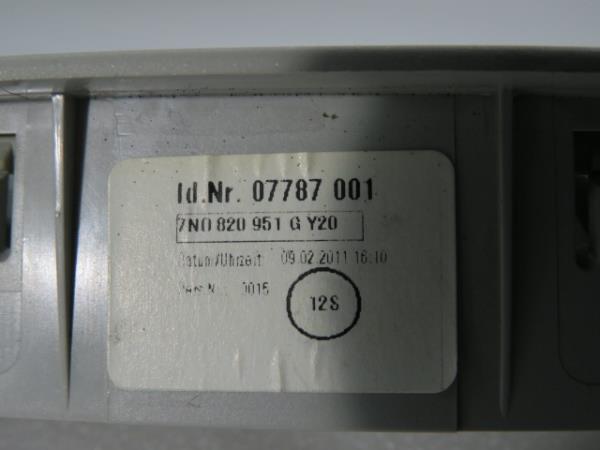 Id.Nr. 07787 001
7N0 820 951 G Y20
Datum/Uhrzeit: 09.02.2011 16:10
0015
12S